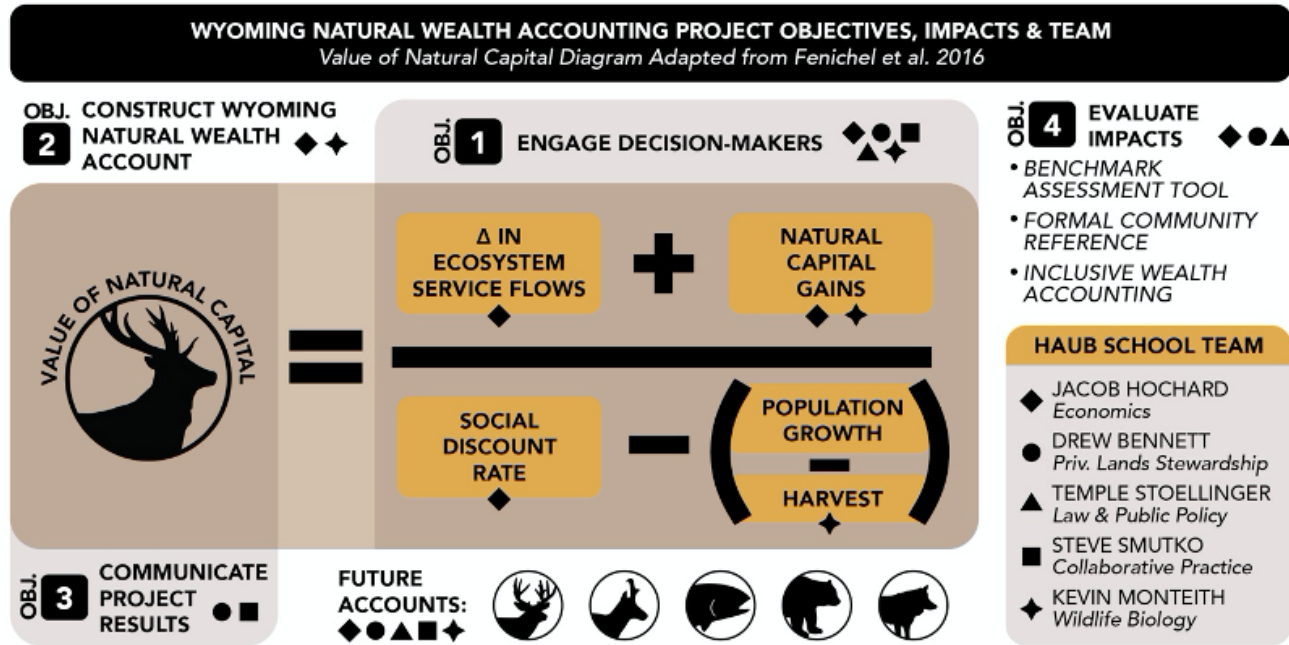 WYOMING NATURAL WEALTH ACCOUNTING PROJECT OBJECTIVES, IMPACTS & TEAM
Value of Natural Capital Diagram Adapted from Fenichel et al. 2016
OBJ. 2
CONSTRUCT WYOMING
NATURAL WEALTH
ACCOUNT
OBJ. 1
ENGAGE DECISION-MAKERS
VALUE OF NATURAL CAPITAL
=
Δ IN
ECOSYSTEM
SERVICE FLOWS
+
NATURAL
CAPITAL
GAINS
SOCIAL
DISCOUNT
RATE
−
(
POPULATION
GROWTH
−
HARVEST
)
OBJ. 3
COMMUNICATE
PROJECT
RESULTS
FUTURE
ACCOUNTS:
OBJ. 4
EVALUATE
IMPACTS
• BENCHMARK
ASSESSMENT TOOL
• FORMAL COMMUNITY
REFERENCE
• INCLUSIVE WEALTH
ACCOUNTING
HAUB SCHOOL TEAM
JACOB HOCHARD
Economics
DREW BENNETT
Priv. Lands Stewardship
TEMPLE STOELLINGER
Law & Public Policy
STEVE SMUTKO
Collaborative Practice
KEVIN MONTEITH
Wildlife Biology